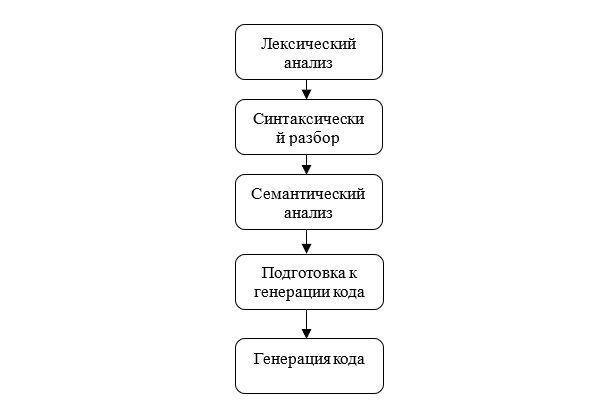 Лексический
анализ
Синтаксически
й разбор
Семантический
анализ
Подготовка к
генерации кода
Генерация кода